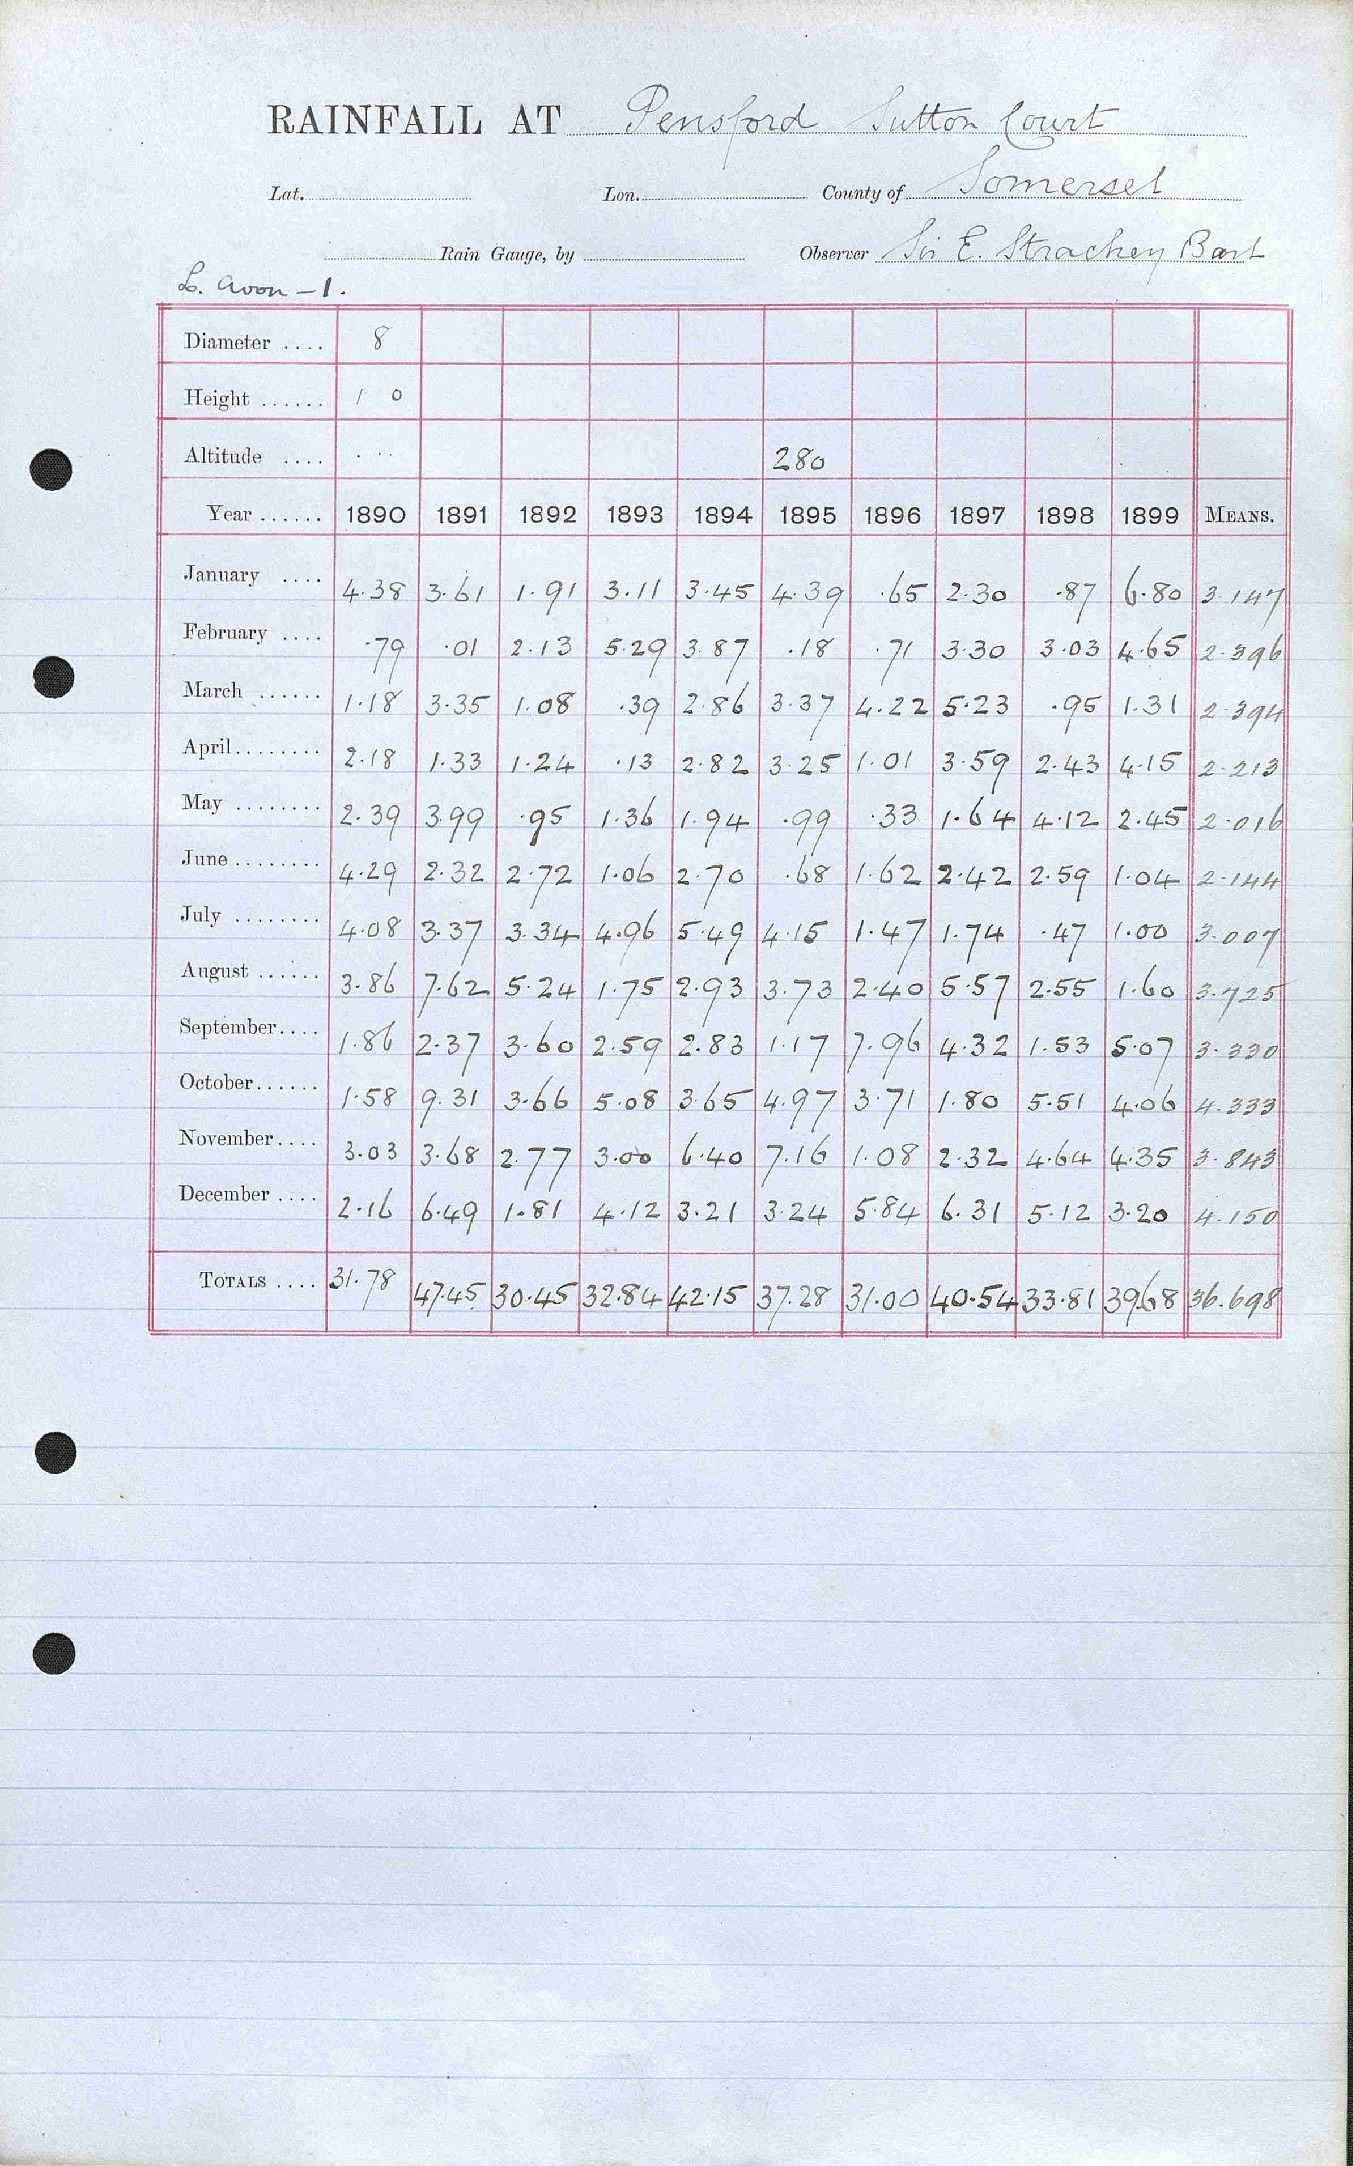 RAINFALL AT Pensford Sutton Court
Lat. Lon. County of Somerset
Rain Gauge, by Observer Sir E. Strachey Bart
L. Avon – 1.
Diameter .... 8
Height ...... 1 0
Altitude .... 280
Year ...... 1890 1891 1892 1893 1894 1895 1896 1897 1898 1899 MEANS.
January .... 4.38 3.61 1.91 3.11 3.45 4.39 .65 2.30 .87 6.80 3.147
February .... .79 .01 2.13 5.29 3.87 .18 .71 3.30 3.03 4.65 2.396
March ...... 1.18 3.35 1.08 .39 2.86 3.37 4.22 5.23 .95 1.31 2.394
April........ 2.18 1.33 1.24 .13 2.82 3.25 1.01 3.59 2.43 4.15 2.213
May ........ 2.39 3.99 .95 1.36 1.94 .99 .33 1.64 4.12 2.45 2.016
June ........ 4.29 2.32 2.72 1.06 2.70 .68 1.62 2.42 2.59 1.04 2.144
July ........ 4.08 3.37 3.34 4.96 5.49 4.15 1.47 1.74 .47 1.00 3.007
August ...... 3.86 7.62 5.24 1.75 2.93 3.73 2.40 5.57 2.55 1.60 3.725
September.... 1.86 2.37 3.60 2.59 2.83 1.17 7.96 4.32 1.53 5.07 3.330
October...... 1.58 9.31 3.66 5.08 3.65 4.97 3.71 1.80 5.51 4.06 4.333
November.... 3.03 3.68 2.77 3.00 6.40 7.16 1.08 2.32 4.64 4.35 3.843
December .... 2.16 6.49 1.81 4.12 3.21 3.24 5.84 6.31 5.12 3.20 4.150
TOTALS .... 31.78 47.45 30.45 32.84 42.15 37.28 31.00 40.54 33.81 39.68 36.698